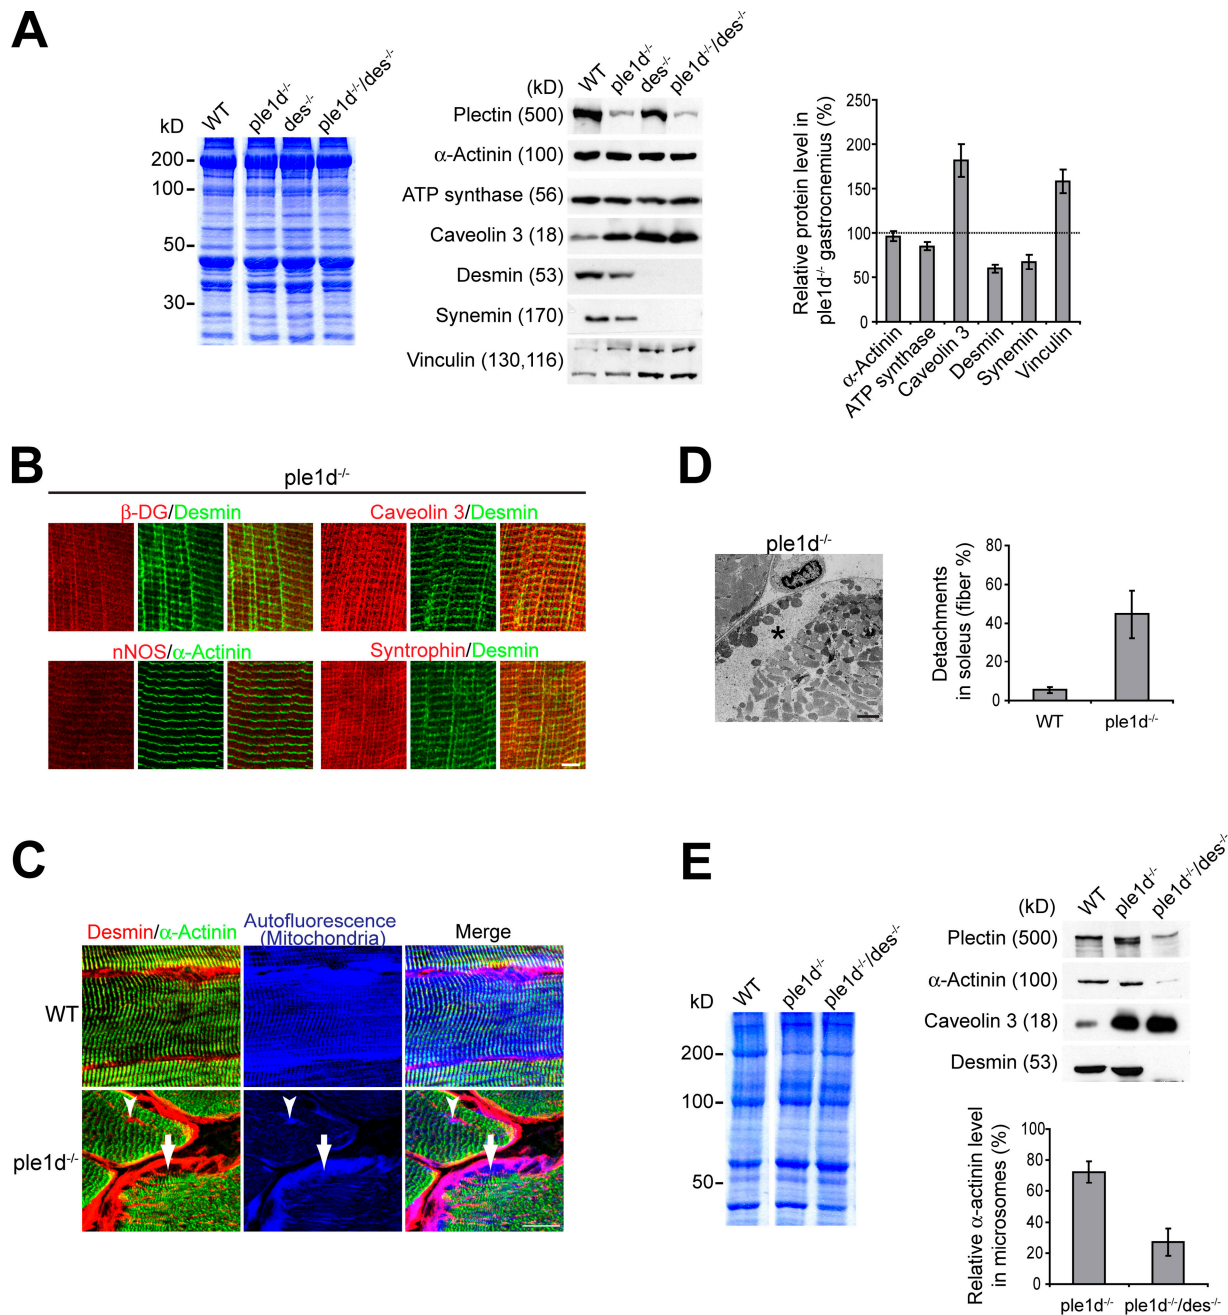 A
kD
WT
ple1d-/-
des-/-
ple1d-/-/des-/-
200
100
50
30
(kD)
WT
ple1d-/-
des-/-
ple1d-/-/des-/-
Plectin (500)
α-Actinin (100)
ATP synthase (56)
Caveolin 3 (18)
Desmin (53)
Synemin (170)
Vinculin (130,116)
Relative protein level in
ple1d-/- gastrocnemius (%)
250
200
150
100
50
0
α-Actinin
ATP synthase
Caveolin 3
Desmin
Synemin
Vinculin
B
ple1d-/-
β-DG/Desmin
Caveolin 3/Desmin
nNOS/α-Actinin
Syntrophin/Desmin
D
ple1d-/-
*
Detachments
in soleus (fiber %)
80
60
40
20
0
WT
ple1d-/-
C
Desmin/α-Actinin
Autofluorescence
(Mitochondria)
Merge
WT
ple1d-/-
E
kD
WT
ple1d-/-
ple1d-/-/des-/-
200
100
50
(kD)
WT
ple1d-/-
ple1d-/-/des-/-
Plectin (500)
α-Actinin (100)
Caveolin 3 (18)
Desmin (53)
Relative α-actinin level
in microsomes (%)
100
80
60
40
20
0
ple1d-/-
ple1d-/-/des-/-